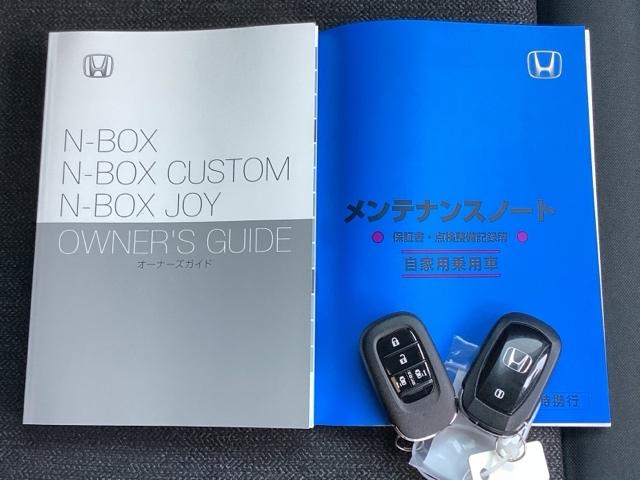 N-BOX
N-BOX CUSTOM
N-BOX JOY
OWNER'S GUIDE
オーナーズガイド
メンテナンスノート
保証書・点検整備記録簿
自家用乗用車
携行